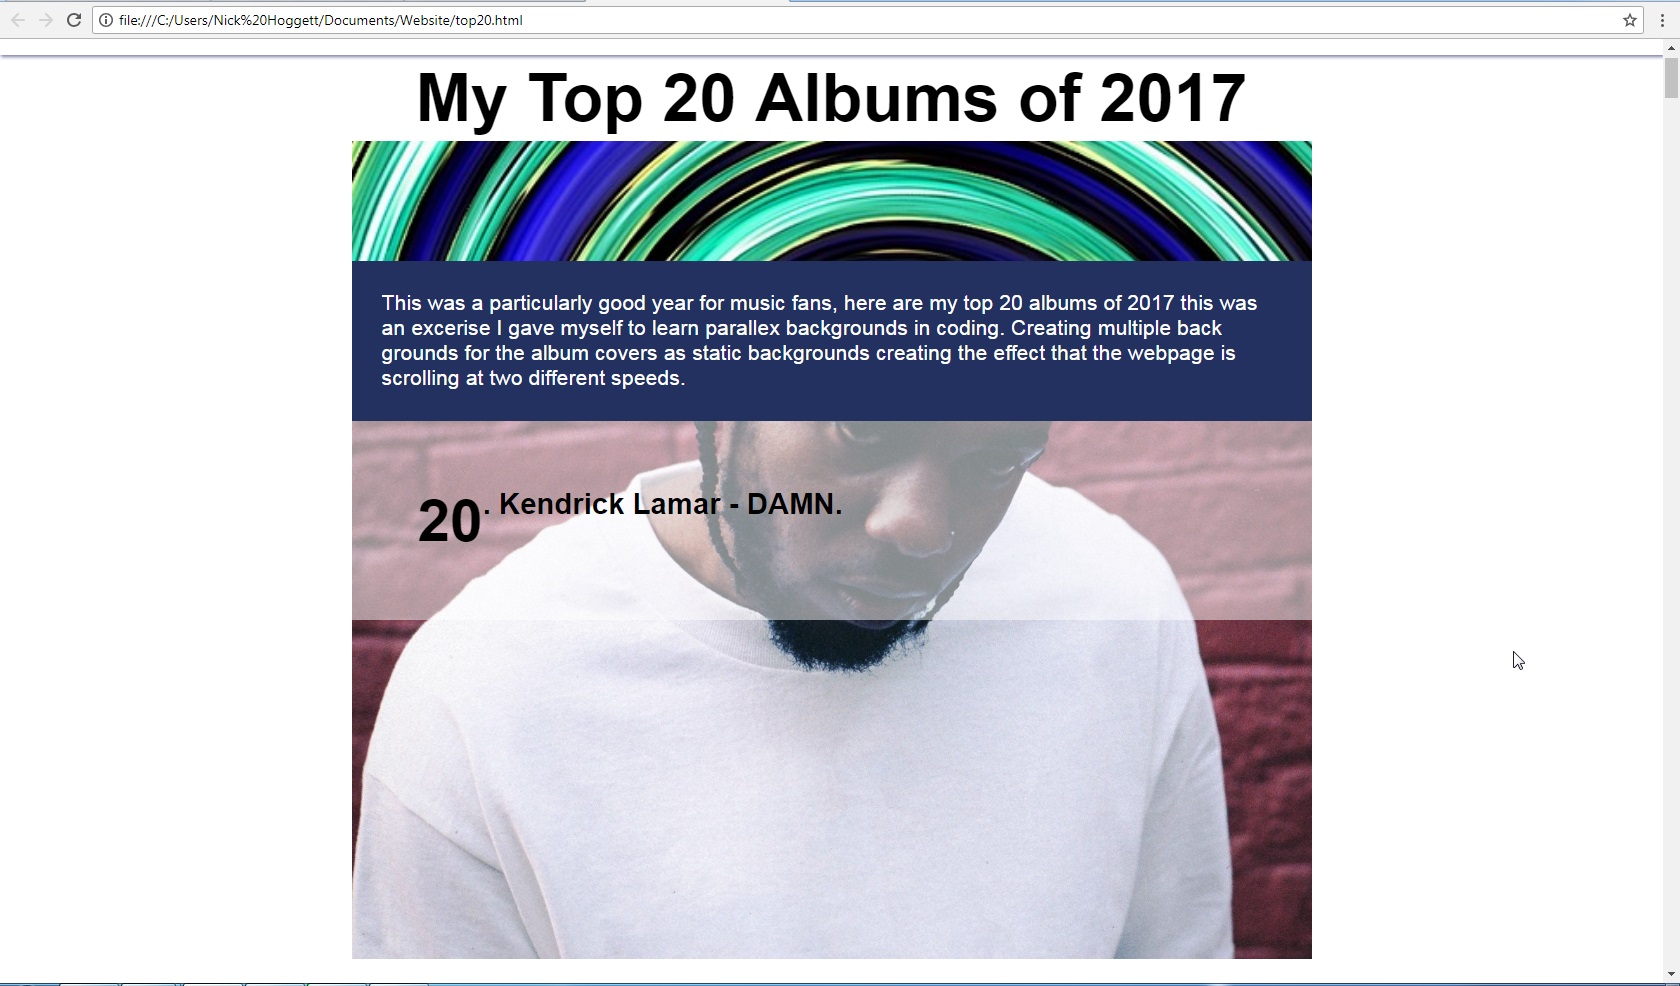 file:///C:/Users/Nick%20Hoggett/Documents/Website/top20.html
My Top 20 Albums of 2017
This was a particularly good year for music fans, here are my top 20 albums of 2017 this was
an excerise I gave myself to learn parallex backgrounds in coding. Creating multiple back
grounds for the album covers as static backgrounds creating the effect that the webpage is
scrolling at two different speeds.
20. Kendrick Lamar - DAMN.